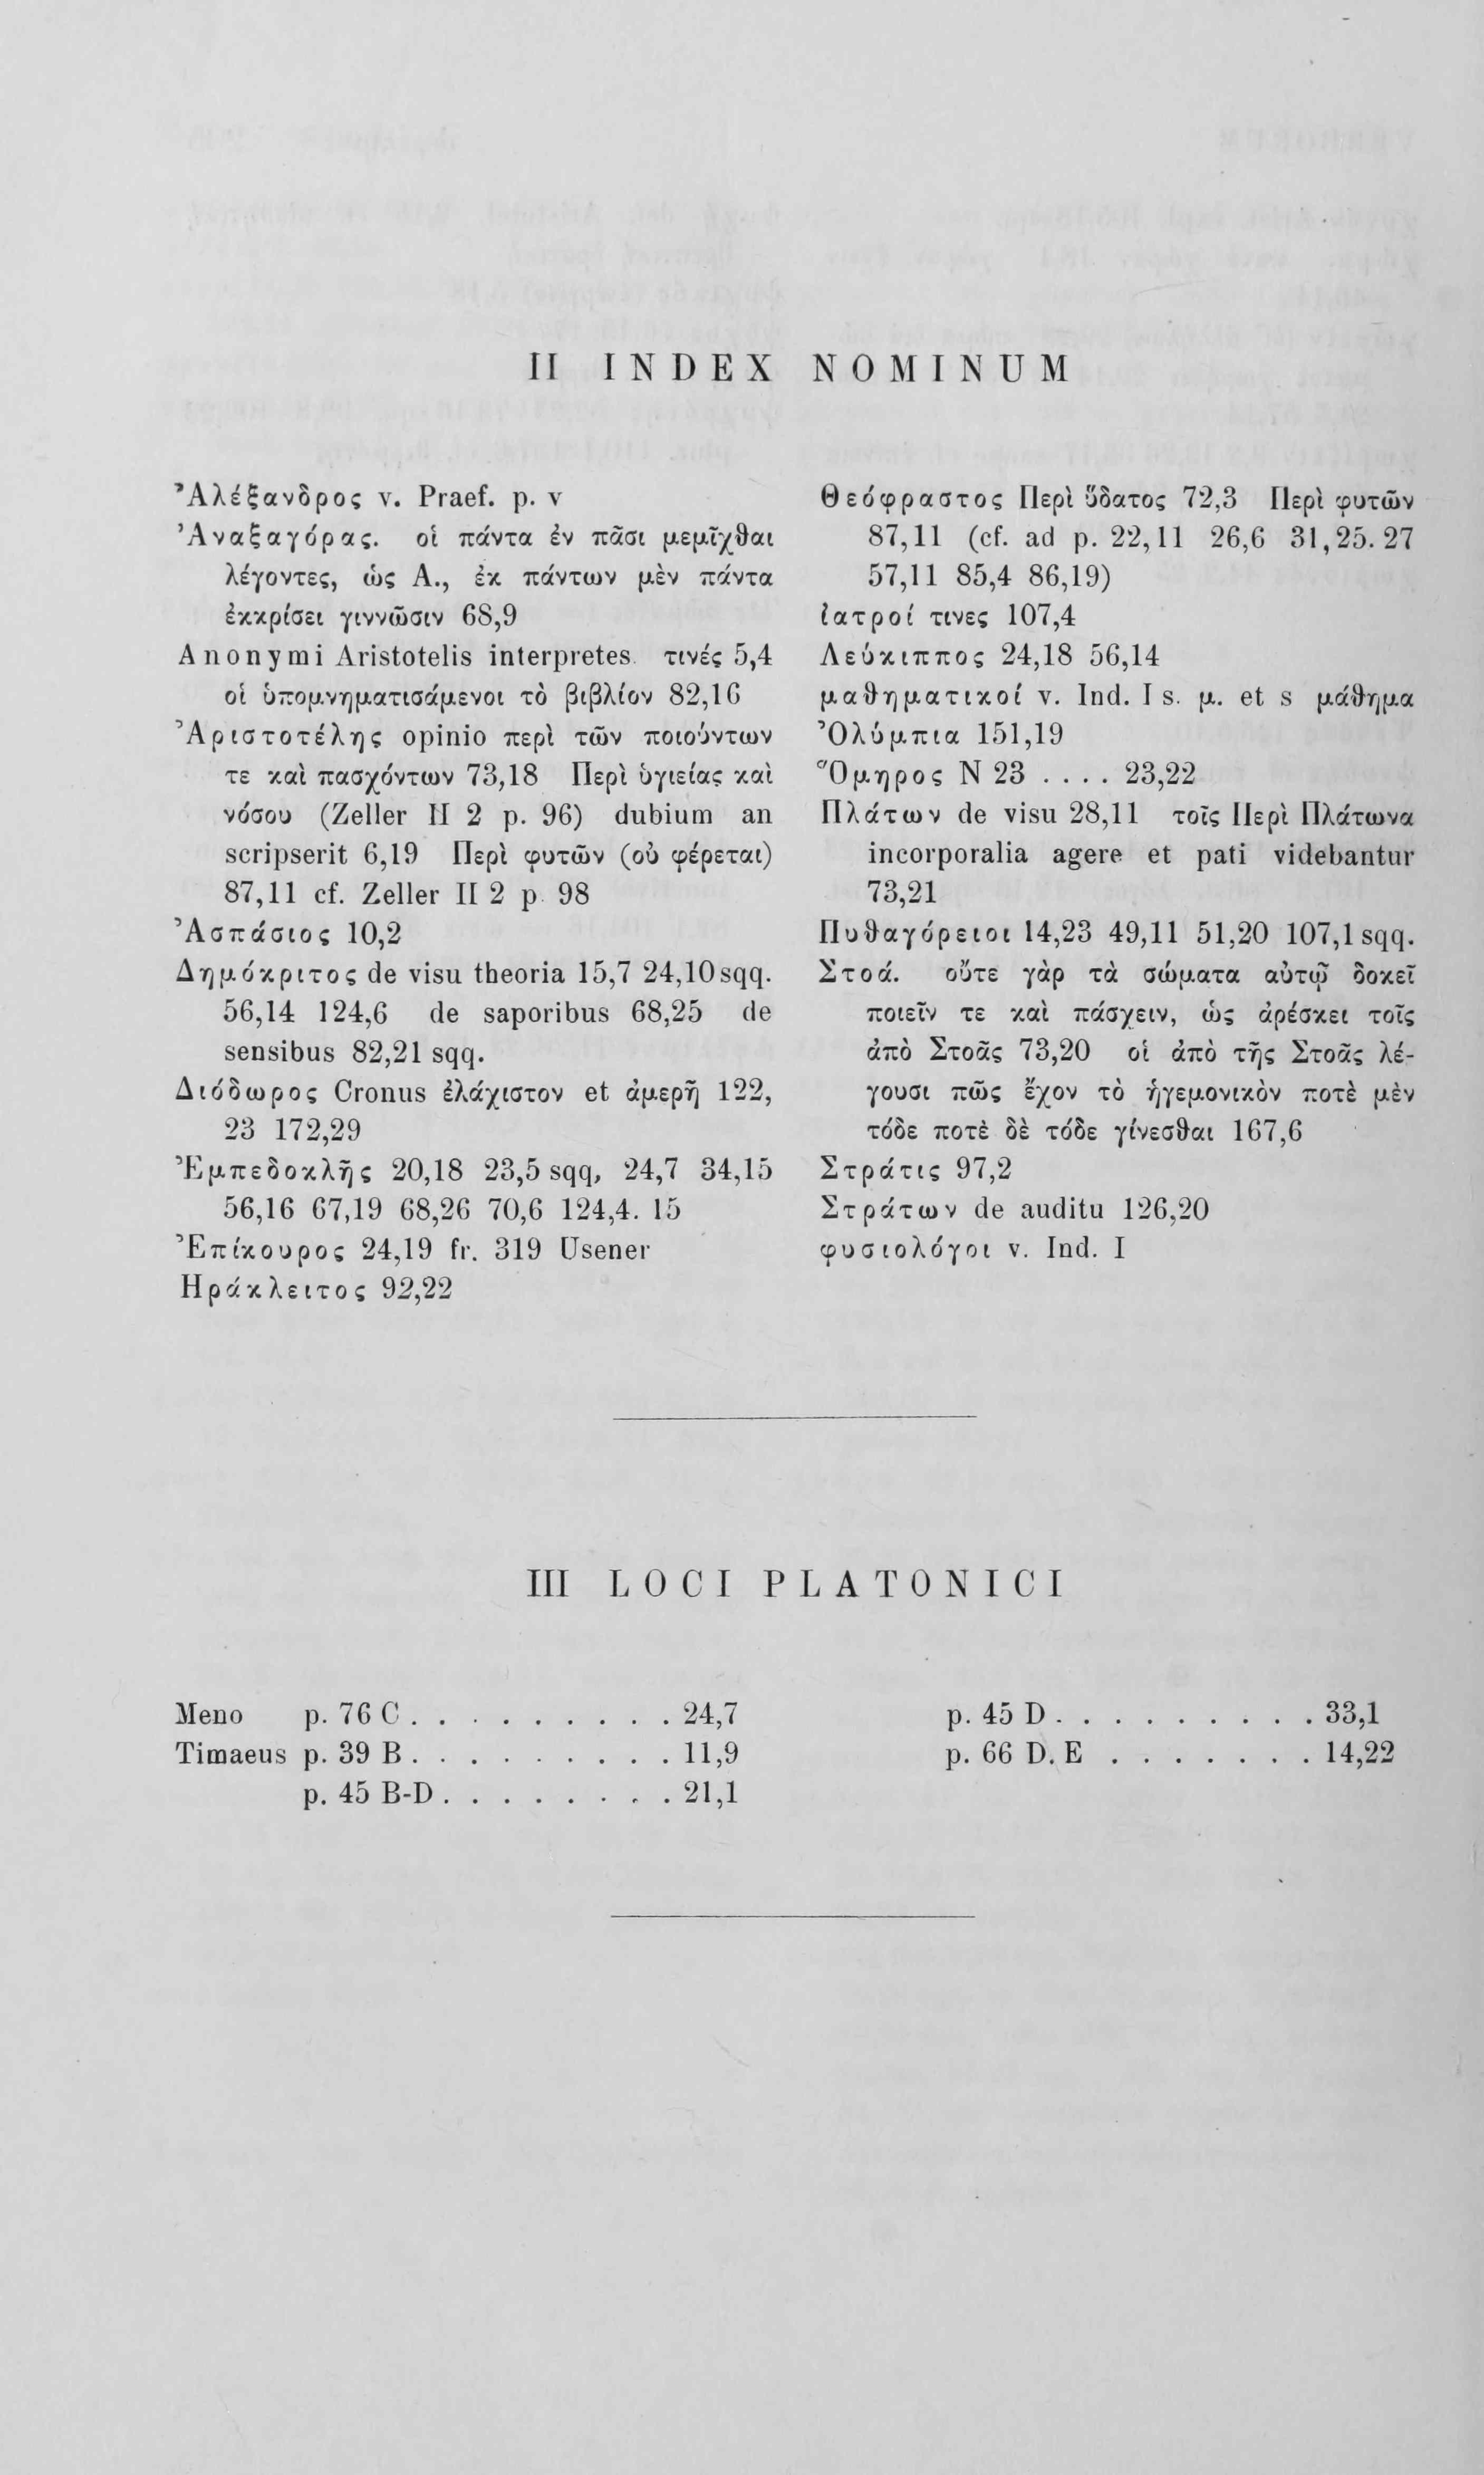 II INDEX NOMINUM
Ἀλέξανδρος v. Praef. p. v
Ἀναξαγόρας. οἱ πάντα ἐν πᾶσι μεμῖχθαι
λέγοντες, ὡς Α., ἐκ πάντων μὲν πάντα
ἐκκρίσει γιννῶσιν 68,9
Anonymi Aristotelis interpretes τινές 5,4
οἱ ὑπομνηματισάμενοι τὸ βιβλίον 82,16
Ἀριστοτέλης opinio περὶ τῶν ποιούντων
τε καὶ πασχόντων 73,18 Περὶ ὑγιείας καὶ
νόσου (Zeller II 2 p. 96) dubium an
scripserit 6,19 Περὶ φυτῶν (οὐ φέρεται)
87,11 cf. Zeller II 2 p. 98
Ἀσπάσιος 10,2
Δημόκριτος de visu theoria 15,7 24,10 sqq.
56,14 124,6 de saporibus 68,25 de
sensibus 82,21 sqq.
Διόδωρος Cronus ἐλάχιστον et ἀμερῆ 122,
23 172,29
Ἐμπεδοκλῆς 20,18 23,5 sqq, 24,7 34,15
56,16 67,19 68,26 70,6 124,4. 15
Ἐπίκουρος 24,19 fr. 319 Usener
Ηράκλειτος 92,22
Θεόφραστος Περὶ ὕδατος 72,3 Περὶ φυτῶν
87,11 (cf. ad p. 22,11 26,6 31,25. 27
57,11 85,4 86,19)
ἰατροί τινες 107,4
Λεύκιππος 24,18 56,14
μαθηματικοί v. Ind. I s. μ. et s μάθημα
Ὀλύμπια 151,19
Ὅμηρος N 23 .... 23,22
Πλάτων de visu 28,11 τοῖς Περὶ Πλάτωνα
incorporalia agere et pati videbantur
73,21
Πυθαγόρειοι 14,23 49,11 51,20 107,1 sqq.
Στοά. οὔτε γὰρ τὰ σώματα αὐτῷ δοκεῖ
ποιεῖν τε καὶ πάσχειν, ὡς ἀρέσκει τοῖς
ἀπὸ Στοᾶς 73,20 οἱ ἀπὸ τῆς Στοᾶς λέ-
γουσι πῶς ἔχον τὸ ἡγεμονικὸν ποτὲ μὲν
τόδε ποτὲ δὲ τόδε γίνεσθαι 167,6
Στράτις 97,2
Στράτων de auditu 126,20
φυσιολόγοι v. Ind. I
III LOCI PLATONICI
Meno p. 76 C . . . . . . . . . 24,7
Timaeus p. 39 B . . . . . . . . . 11,9
p. 45 B-D . . . . . . . . 21,1
p. 45 D . . . . . . . . . 33,1
p. 66 D. E . . . . . . . 14,22